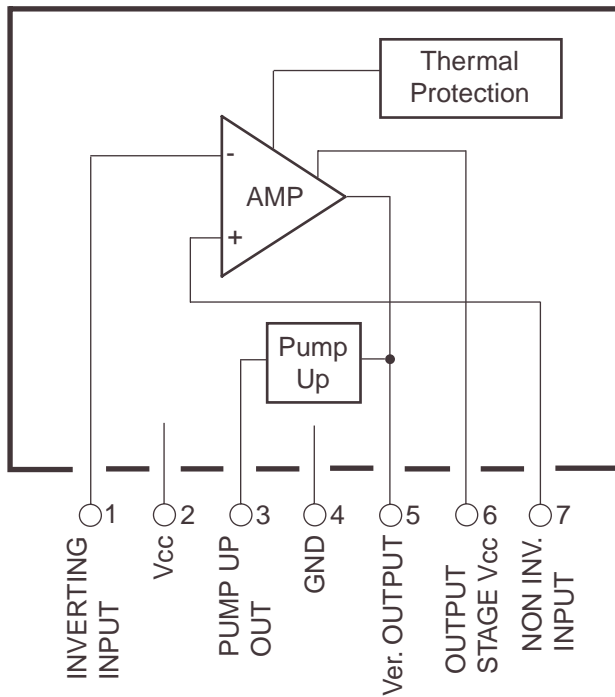 Thermal
Protection
-
AMP
+
Pump
Up
1
2
3
4
5
6
7
INVERTING
INPUT
Vcc
PUMP UP
OUT
GND
Ver. OUTPUT
OUTPUT
STAGE Vcc
NON INV.
INPUT